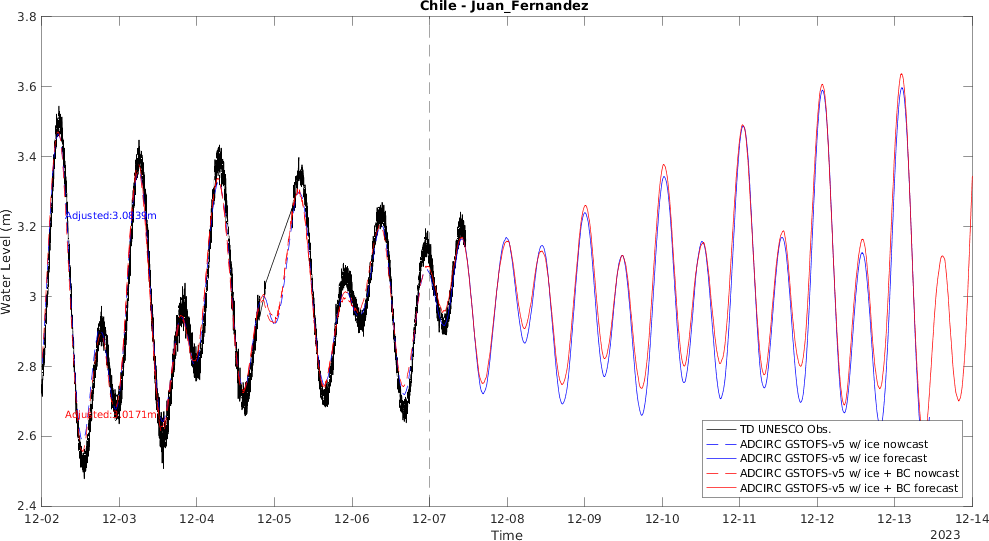 Chile - Juan_Fernandez
3.8
3.6
3.4
3.2
3
2.8
2.6
2.4
Water Level (m)
Adjusted:3.0839m
Adjusted:3.0171m
TD UNESCO Obs.
ADCIRC GSTOFS-v5 w/ ice nowcast
ADCIRC GSTOFS-v5 w/ ice forecast
ADCIRC GSTOFS-v5 w/ ice + BC nowcast
ADCIRC GSTOFS-v5 w/ ice + BC forecast
12-02 12-03 12-04 12-05 12-06 12-07 12-08 12-09 12-10 12-11 12-12 12-13 12-14
Time
2023